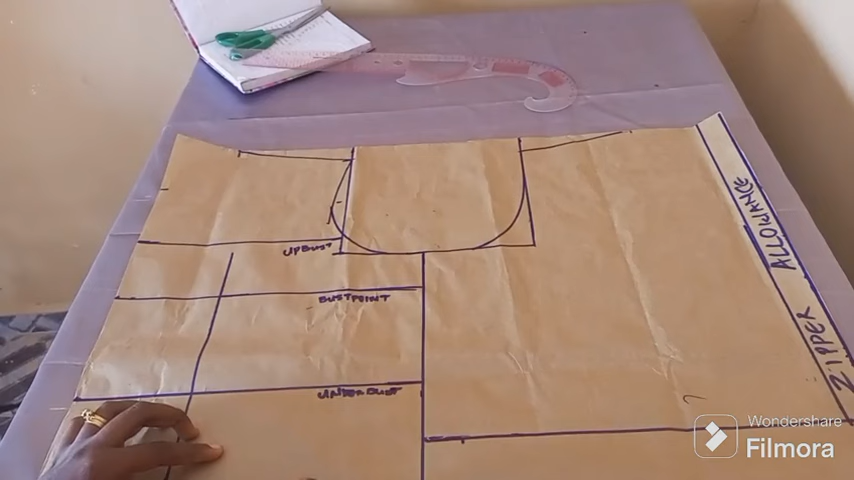 UPBUST
BUSTPOINT
UNDERBUST
ZIPPER ALLOWANCE
Wondershare
Filmora